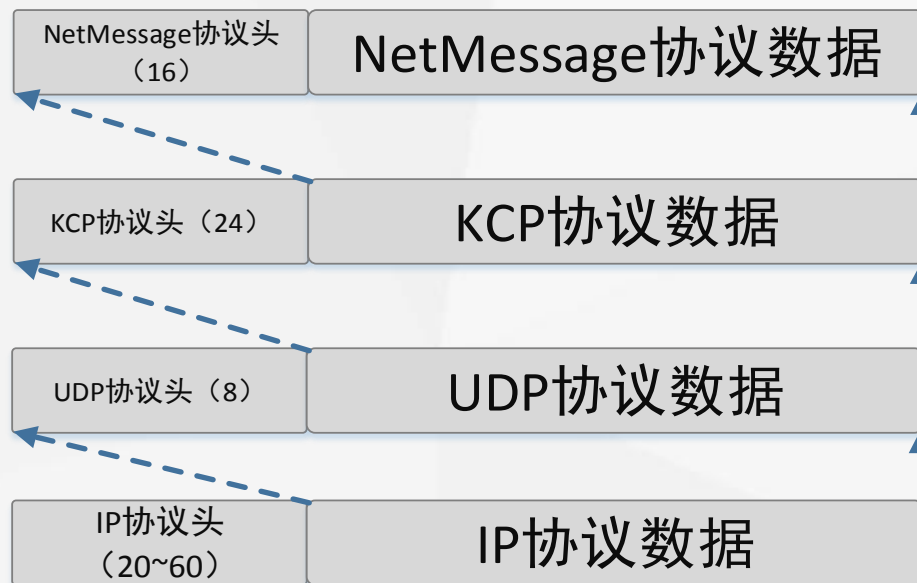 NetMessage协议头
（16）
NetMessage协议数据
KCP协议头（24）
KCP协议数据
UDP协议头（8）
UDP协议数据
IP协议头
（20~60）
IP协议数据